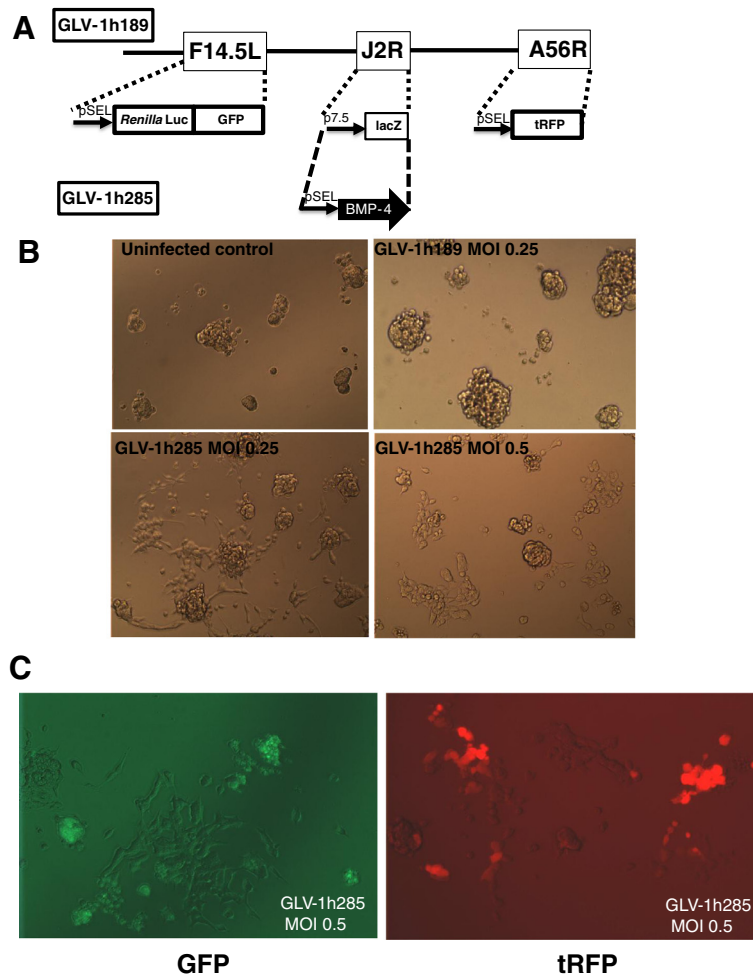 A
GLV-1h189
F14.5L
J2R
A56R
pSEL
Renilla Luc
GFP
p7.5
lacZ
pSEL
tRFP
GLV-1h285
pSEL
BMP-4
B
Uninfected control
GLV-1h189 MOI 0.25
GLV-1h285 MOI 0.25
GLV-1h285 MOI 0.5
C
GLV-1h285
MOI 0.5
GLV-1h285
MOI 0.5
GFP
tRFP